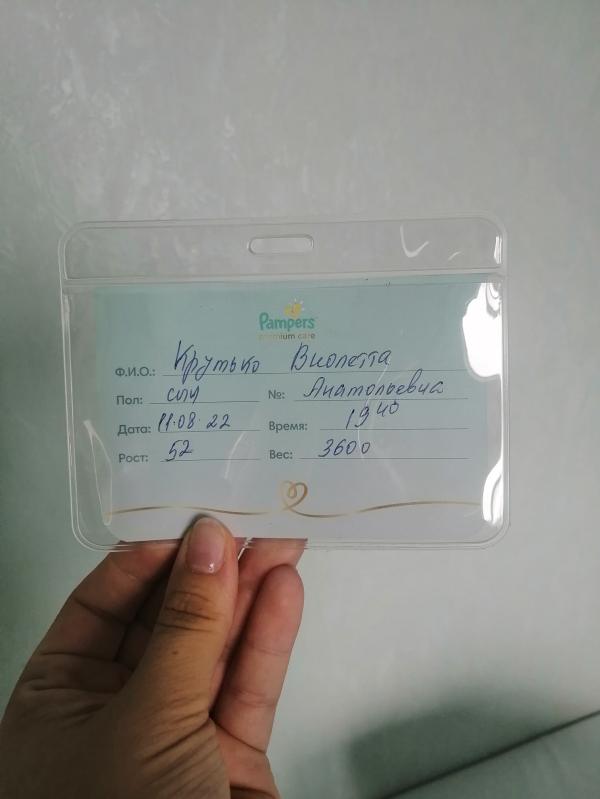 Pampers
premium care
Ф.И.О.: Крутько Виолетта
Пол: сын №: Анатольевна
Дата: 11.08.22 Время: 19 40
Рост: 52 Вес: 3600